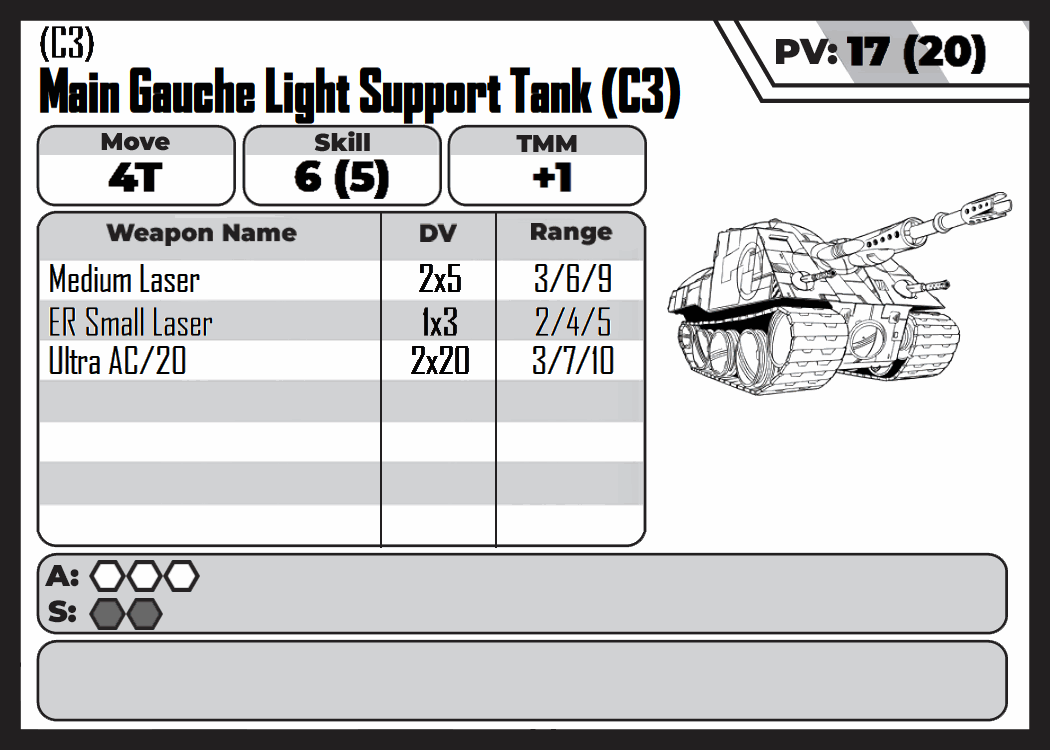 (C3)
Main Gauche Light Support Tank (C3)
PV: 17 (20)
Move Skill TMM
4T 6 (5) +1
Weapon Name DV Range
Medium Laser 2x5 3/6/9
ER Small Laser 1x3 2/4/5
Ultra AC/20 2x20 3/7/10
A:
S: